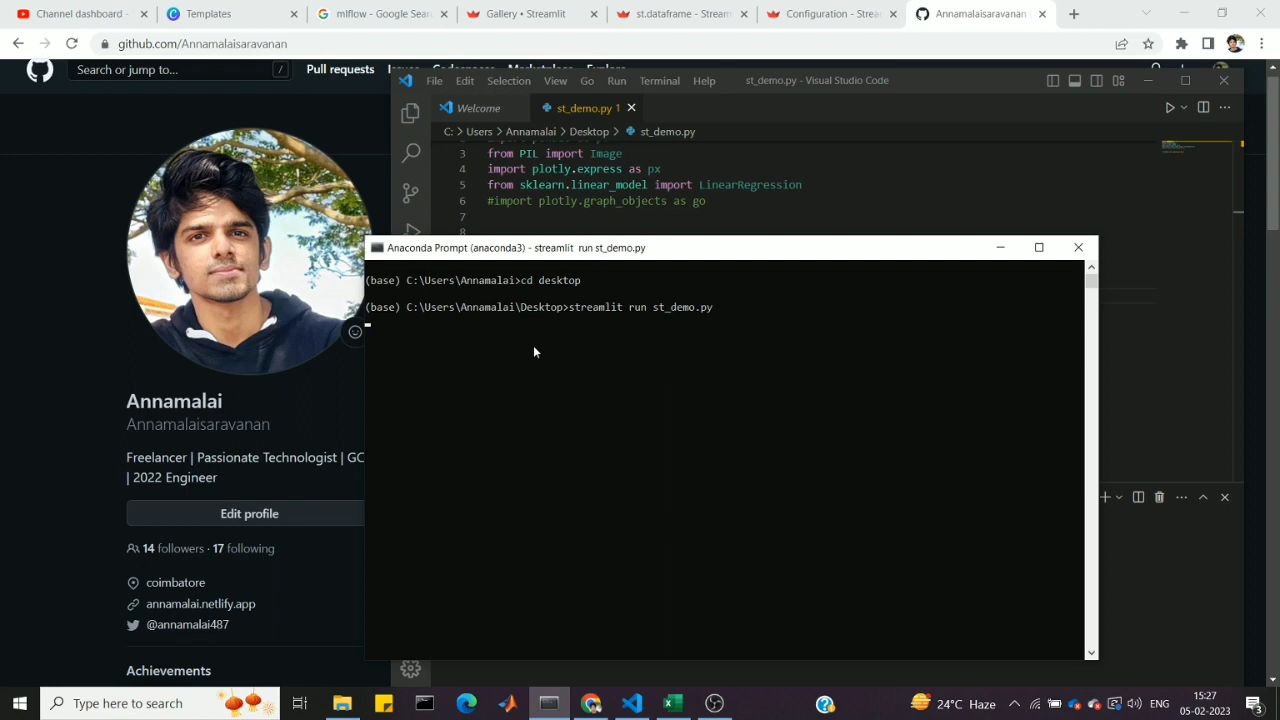 Channel dashboard -
Templates
mlflow - Google Sear
Gallery • Streamlit
st.dataframe - Stream
Configuration - Strea
Annamalaisaravanan
github.com/Annamalaisaravanan
Search or jump to...
/
Pull requests
File Edit Selection View Go Run Terminal Help
st_demo.py - Visual Studio Code
Welcome
st_demo.py 1
C: > Users > Annamalai > Desktop > st_demo.py
3 from PIL import Image
4 import plotly.express as px
5 from sklearn.linear_model import LinearRegression
6 #import plotly.graph_objects as go
7
8
Anaconda Prompt (anaconda3) - streamlit run st_demo.py
(base) C:\Users\Annamalai>cd desktop
(base) C:\Users\Annamalai\Desktop>streamlit run st_demo.py
Annamalai
Annamalaisaravanan
Freelancer | Passionate Technologist | GC
| 2022 Engineer
Edit profile
14 followers · 17 following
coimbatore
annamalai.netlify.app
@annamalai487
Achievements
Type here to search
24°C Haze
ENG
15:27
05-02-2023
3